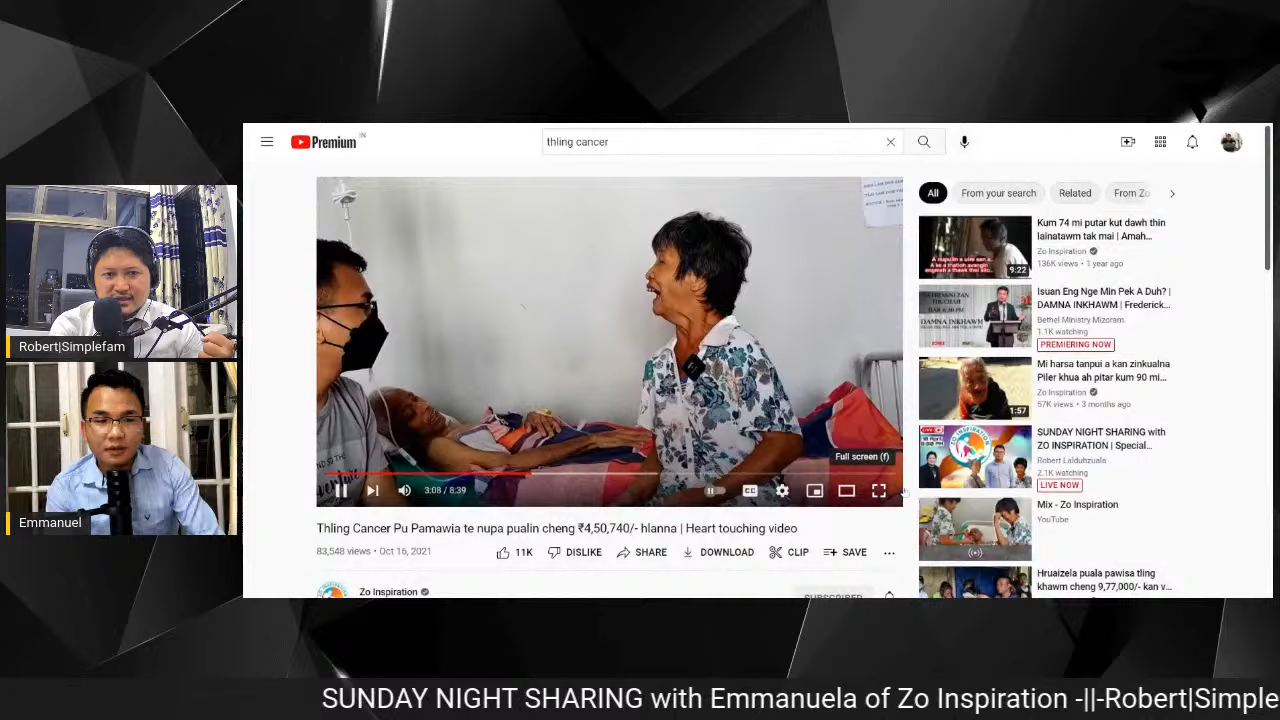 Premium IN
thling cancer
All
From your search
Related
From Zo
Robert|Simplefam
Emmanuel
Full screen (f)
3:08 / 8:39
CC
Thling Cancer Pu Pamawia te nupa pualin cheng ₹4,50,740/- hlanna | Heart touching video
83,548 views • Oct 16, 2021
11K
DISLIKE
SHARE
DOWNLOAD
CLIP
SAVE
Zo Inspiration
SUBSCRIBED
9:22
Kum 74 mi putar kut dawh thin
lainatawm tak mai | Amah...
Zo Inspiration
136K views • 1 year ago
DAMNA
INKHAWM
Isuan Eng Nge Min Pek A Duh? |
DAMNA INKHAWM | Frederick...
Bethel Ministry Mizoram.
1.1K watching
PREMIERING NOW
1:57
Mi harsa tanpui a kan zinkualna
Piler khua ah pitar kum 90 mi...
Zo Inspiration
57K views • 3 months ago
SUNDAY NIGHT SHARING with
ZO INSPIRATION | Special...
Robert Lalduhzuala
2.1K watching
LIVE NOW
Mix - Zo Inspiration
YouTube
Hruaizela puala pawisa tling
khawm cheng 9,77,000/- kan v...
SUNDAY NIGHT SHARING with Emmanuela of Zo Inspiration -||-Robert|Simple